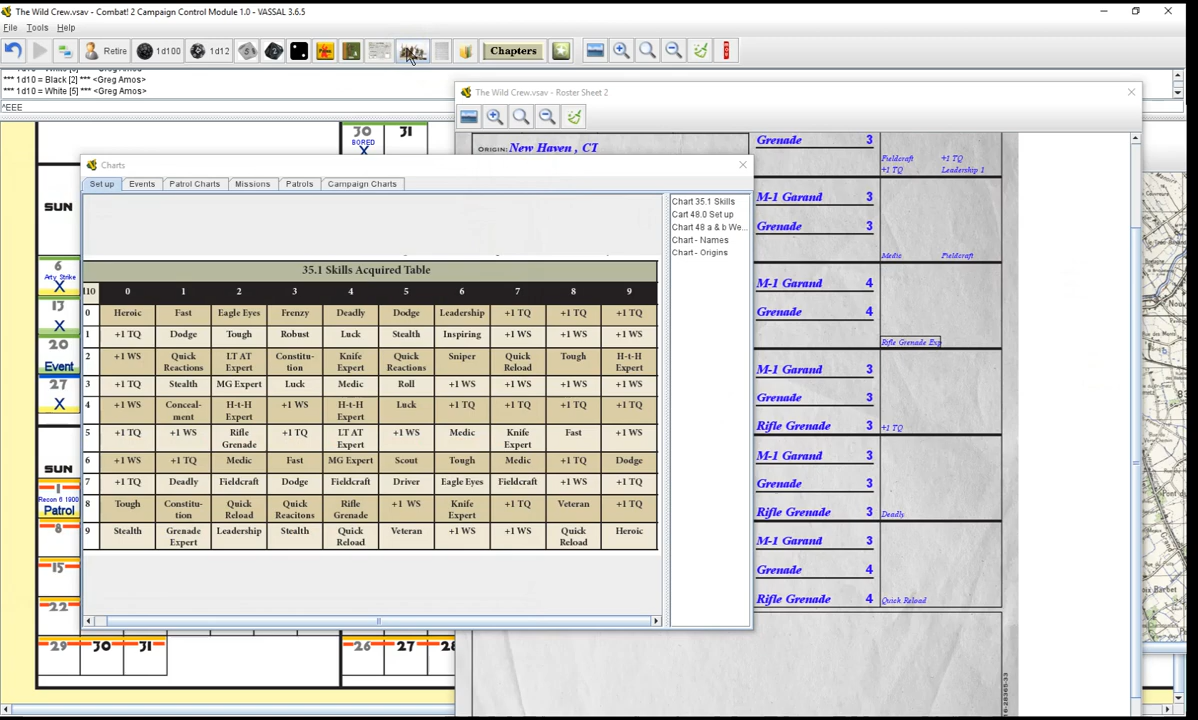 The Wild Crew.vsav - Combat! 2 Campaign Control Module 1.0 - VASSAL 3.6.5
File Tools Help
Retire 1d100 1d12 Chapters
*** 1d10 = Black [2] *** <Greg Amos>
*** 1d10 = White [5] *** <Greg Amos>
^EEE
The Wild Crew.vsav - Roster Sheet 2
30 31
BORED
X
ORIGIN: New Haven , CT
Grenade 3
Fieldcraft +1 TQ
+1 TQ Leadership 1
M-1 Garand 3
Grenade 3
Medic Fieldcraft
M-1 Garand 4
Grenade 4
Rifle Grenade Exp
M-1 Garand 3
Grenade 3
Rifle Grenade 3 +1 TQ
M-1 Garand 3
Grenade 3
Rifle Grenade 3 Deadly
M-1 Garand 3
Grenade 4
Rifle Grenade 4 Quick Reload
Charts
Set up Events Patrol Charts Missions Patrols Campaign Charts
Chart 35.1 Skills
Cart 48.0 Set up
Chart 48 a & b We...
Chart - Names
Chart - Origins
35.1 Skills Acquired Table
d10 0 1 2 3 4 5 6 7 8 9
0 Heroic Fast Eagle Eyes Frenzy Deadly Dodge Leadership +1 TQ +1 TQ +1 TQ
1 +1 TQ Dodge Tough Robust Luck Stealth Inspiring +1 WS +1 WS +1 WS
2 +1 WS Quick Reactions LT AT Expert Constitu-tion Knife Expert Quick Reactions Sniper Quick Reload Tough H-t-H Expert
3 +1 TQ Stealth MG Expert Luck Medic Roll +1 WS +1 WS +1 WS +1 WS
4 +1 WS Conceal-ment H-t-H Expert +1 WS H-t-H Expert Luck +1 TQ +1 TQ +1 TQ +1 TQ
5 +1 TQ +1 WS Rifle Grenade +1 TQ LT AT Expert +1 WS Medic Knife Expert Fast +1 WS
6 +1 WS +1 TQ Medic Fast MG Expert Scout Tough Medic +1 TQ Dodge
7 +1 TQ Deadly Fieldcraft Dodge Fieldcraft Driver Eagle Eyes Fieldcraft +1 WS +1 WS
8 Tough Constitu-tion Quick Reload Quick Reacitons Rifle Grenade +1 WS Knife Expert +1 TQ Veteran +1 TQ
9 Stealth Grenade Expert Leadership Stealth Quick Reload Veteran +1 WS +1 WS Quick Reload Heroic
SUN
6
Arty Strike
X
13
X
20
Event
27
X
SUN
1
Recon 6 1900
Patrol
8
15
22
29 30 31 26 27 28